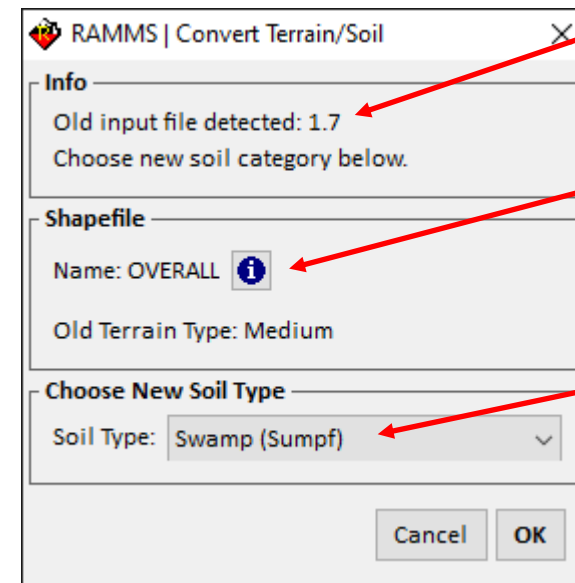 RAMMS | Convert Terrain/Soil
Info
Old input file detected: 1.7
Choose new soil category below.
Shapefile
Name: OVERALL
Old Terrain Type: Medium
Choose New Soil Type
Soil Type: Swamp (Sumpf)
Cancel OK